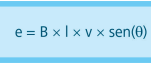 e = B × l × v × sen(θ)